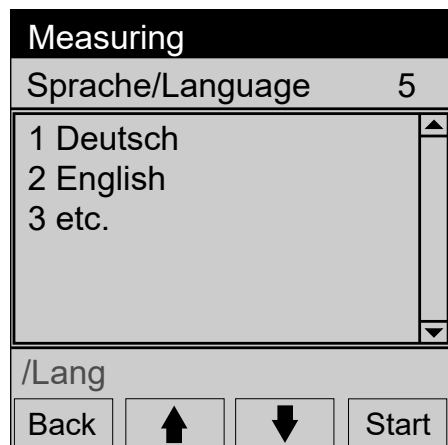 Measuring
Sprache/Language 5
1 Deutsch
2 English
3 etc.
/Lang
Back Start